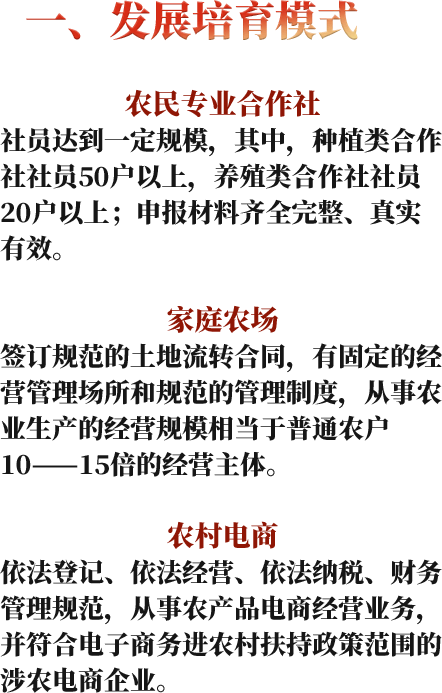 一、发展培育模式
农民专业合作社
社员达到一定规模，其中，种植类合作
社社员50户以上，养殖类合作社社员
20户以上；申报材料齐全完整、真实
有效。
家庭农场
签订规范的土地流转合同，有固定的经
营管理场所和规范的管理制度，从事农
业生产的经营规模相当于普通农户
10——15倍的经营主体。
农村电商
依法登记、依法经营、依法纳税、财务
管理规范，从事农产品电商经营业务，
并符合电子商务进农村扶持政策范围的
涉农电商企业。